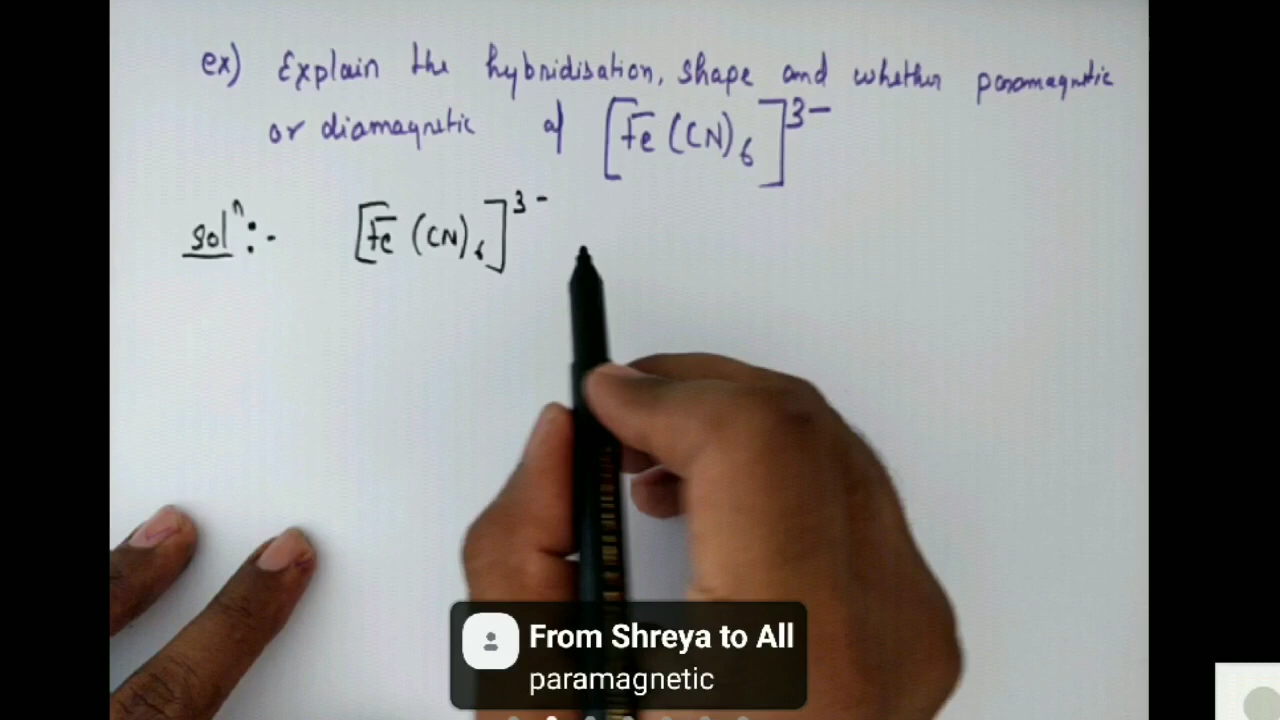 ex) Explain the hybridisation, shape and whether paramagnetic
or diamagnetic of [Fe(CN)6]3-
soln:- [Fe(CN)6]3-
From Shreya to All
paramagnetic